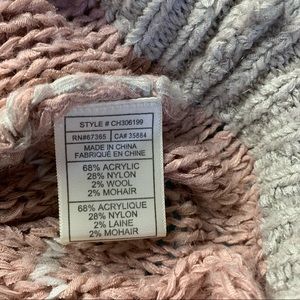 STYLE # CH306199
RN#67365 CA# 35884
MADE IN CHINA
FABRIQUÉ EN CHINE
68% ACRYLIC
28% NYLON
2% WOOL
2% MOHAIR
68% ACRYLIQUE
28% NYLON
2% LAINE
2% MOHAIR